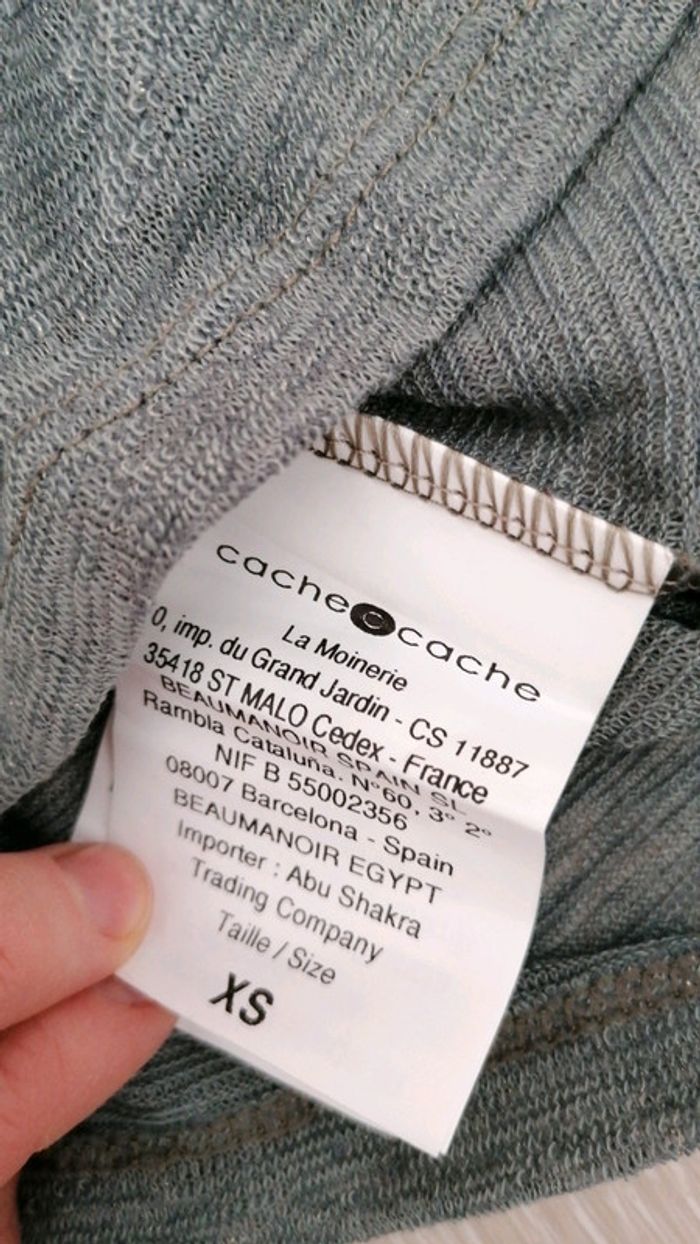 cache c cache
La Moinerie
0, imp. du Grand Jardin - CS 11887
35418 ST MALO Cedex - France
BEAUMANOIR SPAIN SL
Rambla Cataluña. N°60, 3° 2°
NIF B 55002356
08007 Barcelona - Spain
BEAUMANOIR EGYPT
Importer : Abu Shakra
Trading Company
Taille / Size
XS